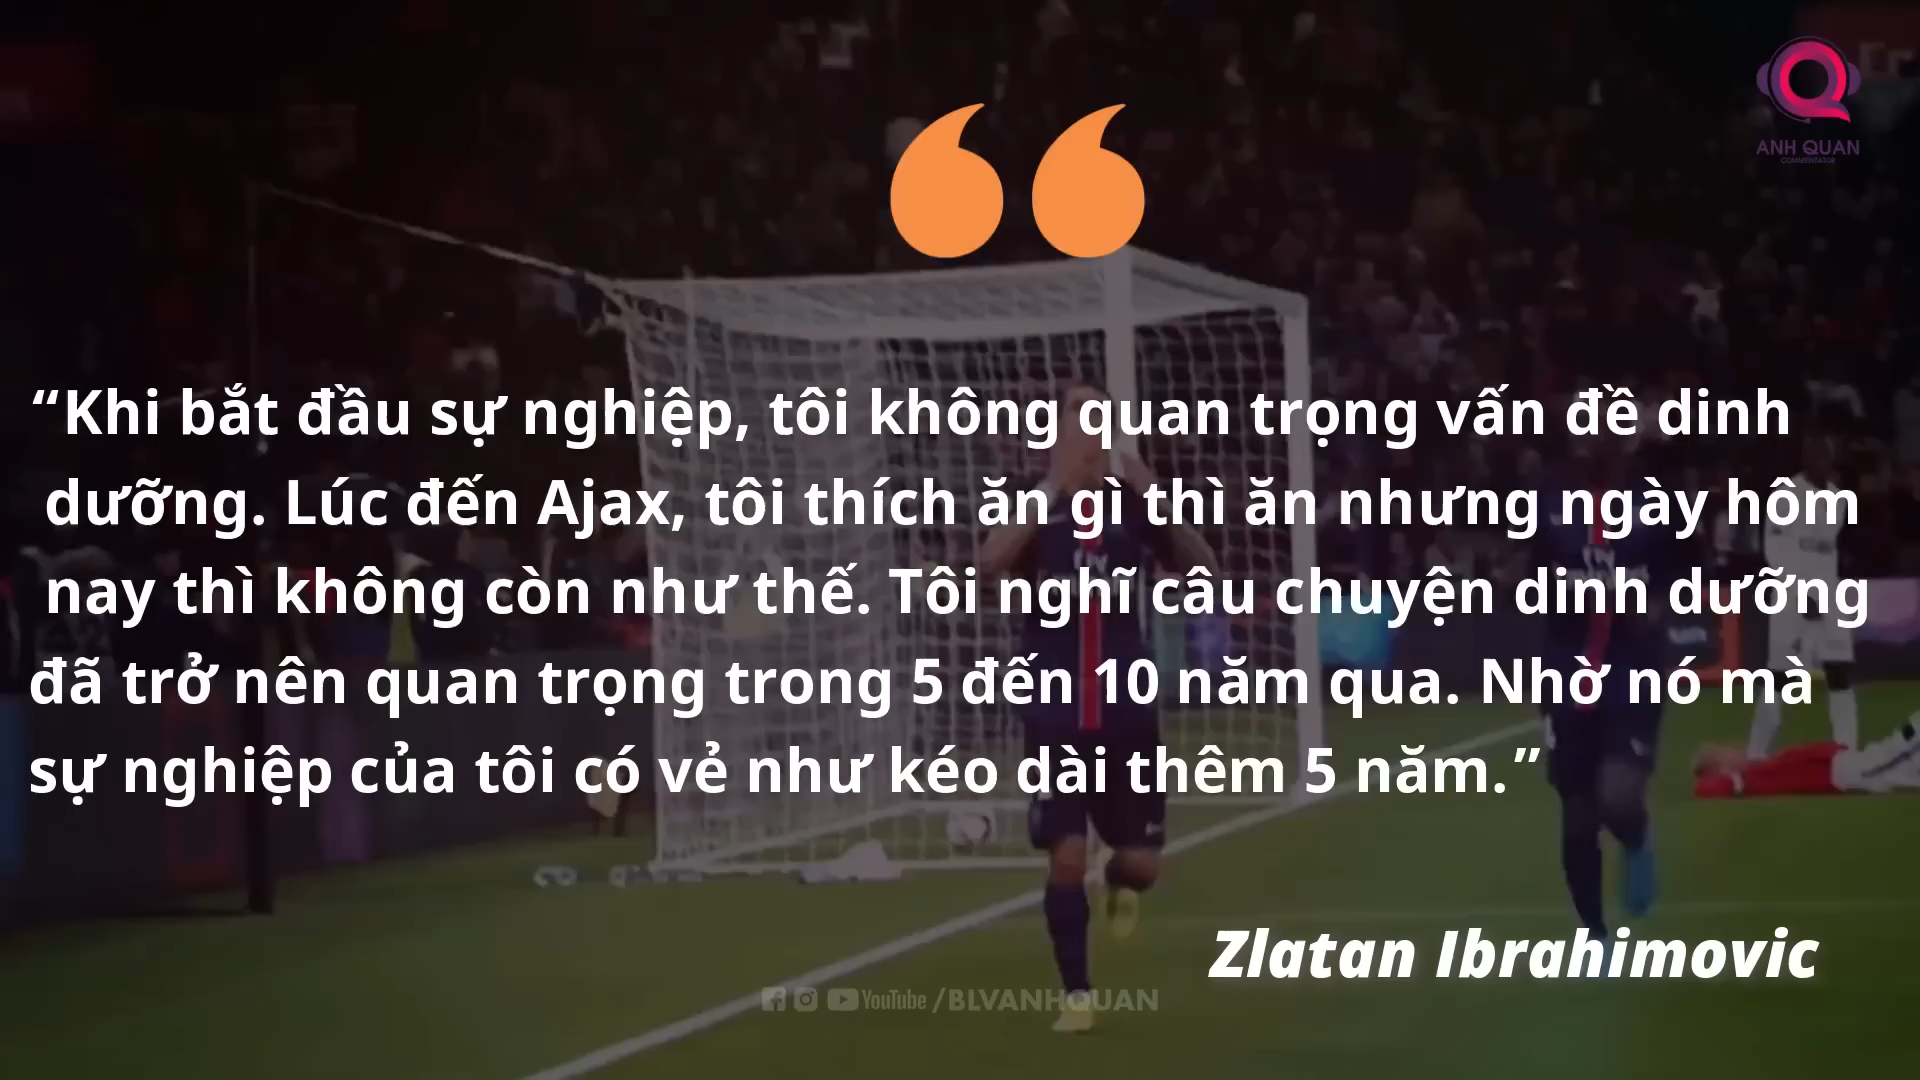 ANH QUAN
COMMENTATOR
“Khi bắt đầu sự nghiệp, tôi không quan trọng vấn đề dinh
dưỡng. Lúc đến Ajax, tôi thích ăn gì thì ăn nhưng ngày hôm
nay thì không còn như thế. Tôi nghĩ câu chuyện dinh dưỡng
đã trở nên quan trọng trong 5 đến 10 năm qua. Nhờ nó mà
sự nghiệp của tôi có vẻ như kéo dài thêm 5 năm.”
Zlatan Ibrahimovic
YouTube /BLVANHQUAN